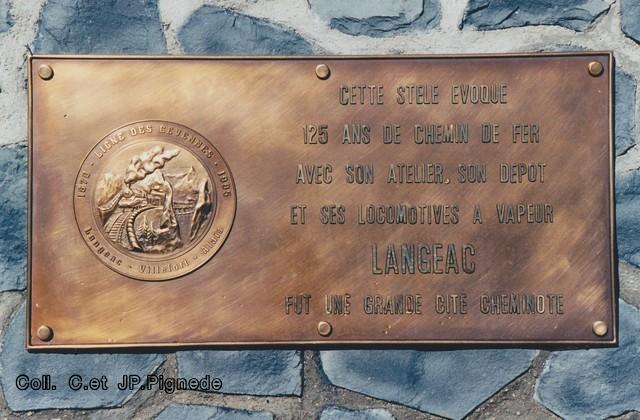 CETTE STELE EVOQUE
125 ANS DE CHEMIN DE FER
AVEC SON ATELIER, SON DEPOT
ET SES LOCOMOTIVES A VAPEUR
LANGEAC
FUT UNE GRANDE CITE CHEMINOTE
1870 - LIGNE DES CEVENNES - 1995
Langeac - Villefort -
Coll. C.et JP.Pignede